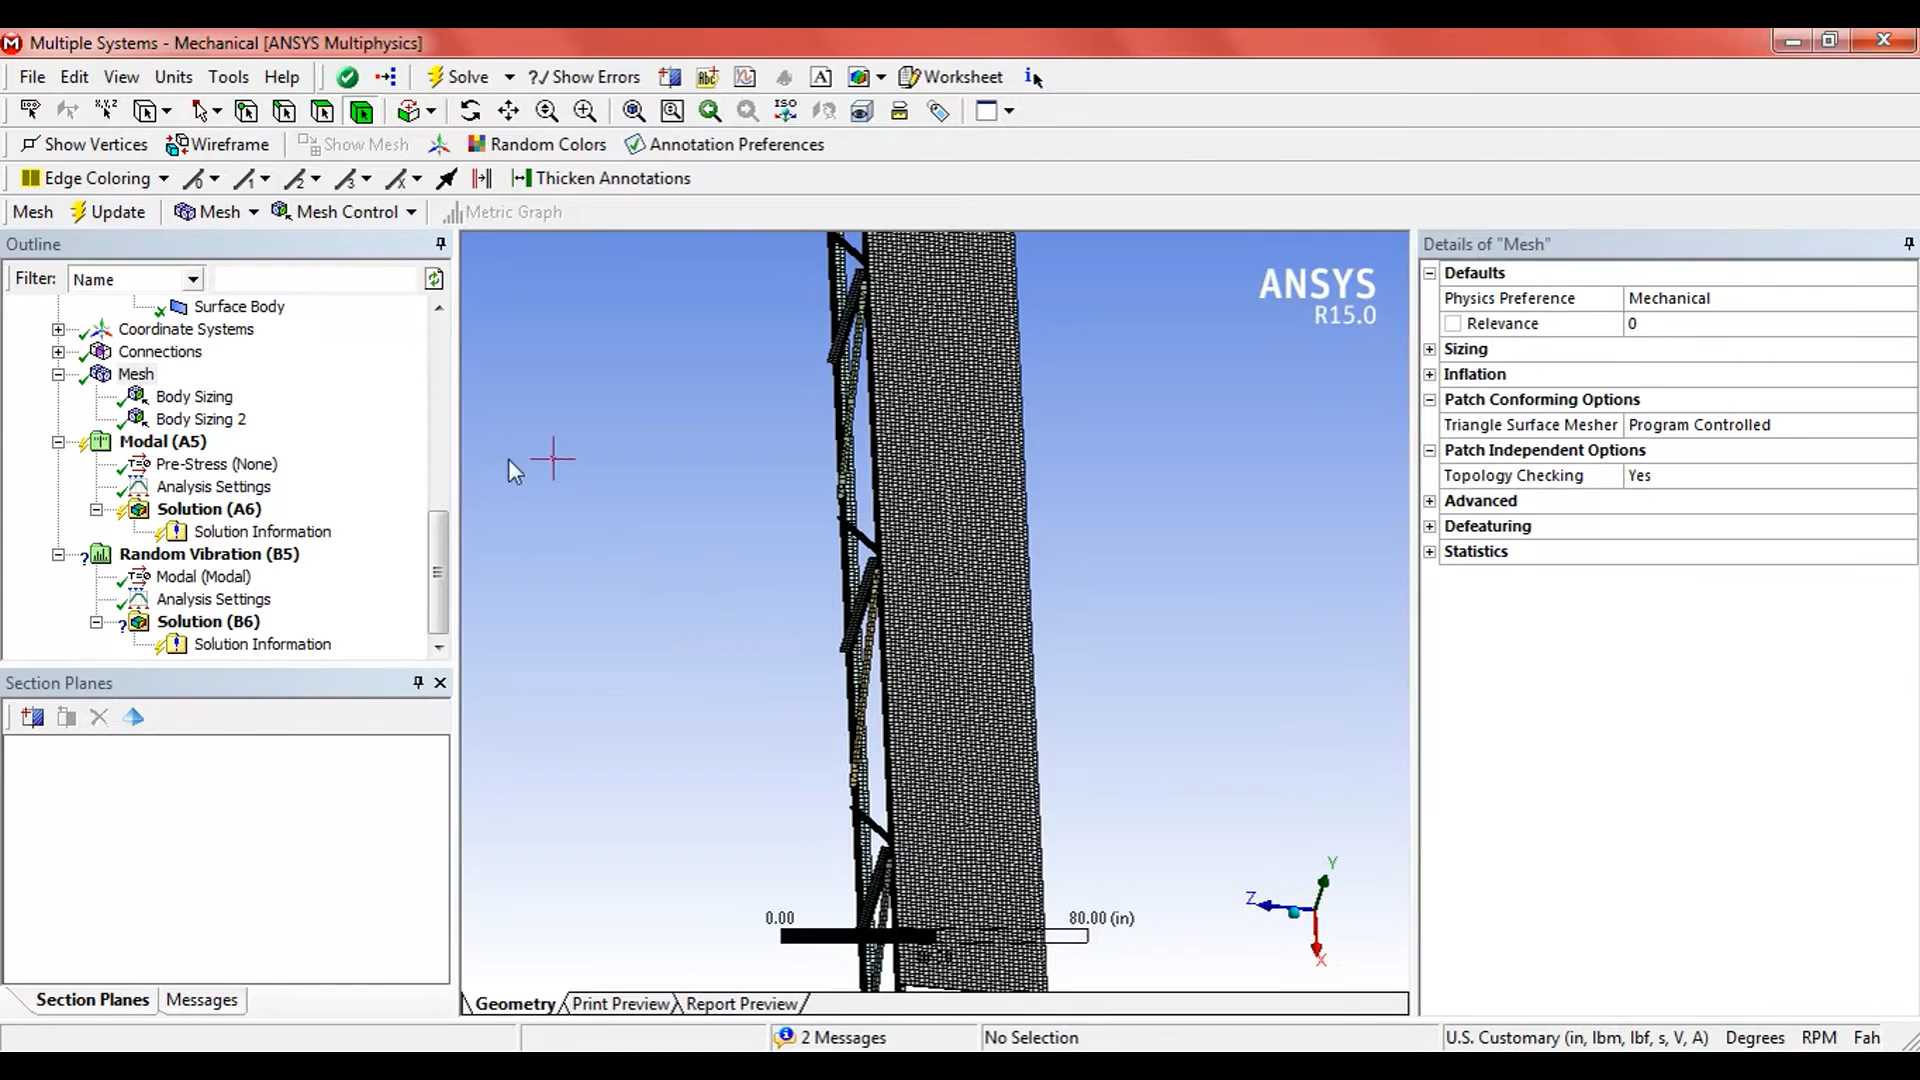 Multiple Systems - Mechanical [ANSYS Multiphysics]
File Edit View Units Tools Help Solve ?/ Show Errors Worksheet
Show Vertices Wireframe Show Mesh Random Colors Annotation Preferences
Edge Coloring Thicken Annotations
Mesh Update Mesh Mesh Control Metric Graph
Outline
Filter: Name
Surface Body
Coordinate Systems
Connections
Mesh
Body Sizing
Body Sizing 2
Modal (A5)
Pre-Stress (None)
Analysis Settings
Solution (A6)
Solution Information
Random Vibration (B5)
Modal (Modal)
Analysis Settings
Solution (B6)
Solution Information
Section Planes
Section Planes Messages
ANSYS
R15.0
0.00 80.00 (in)
Y
Z
X
Geometry Print Preview Report Preview
Details of "Mesh"
Defaults
Physics Preference Mechanical
Relevance 0
Sizing
Inflation
Patch Conforming Options
Triangle Surface Mesher Program Controlled
Patch Independent Options
Topology Checking Yes
Advanced
Defeaturing
Statistics
2 Messages No Selection U.S. Customary (in, lbm, lbf, s, V, A) Degrees RPM Fah